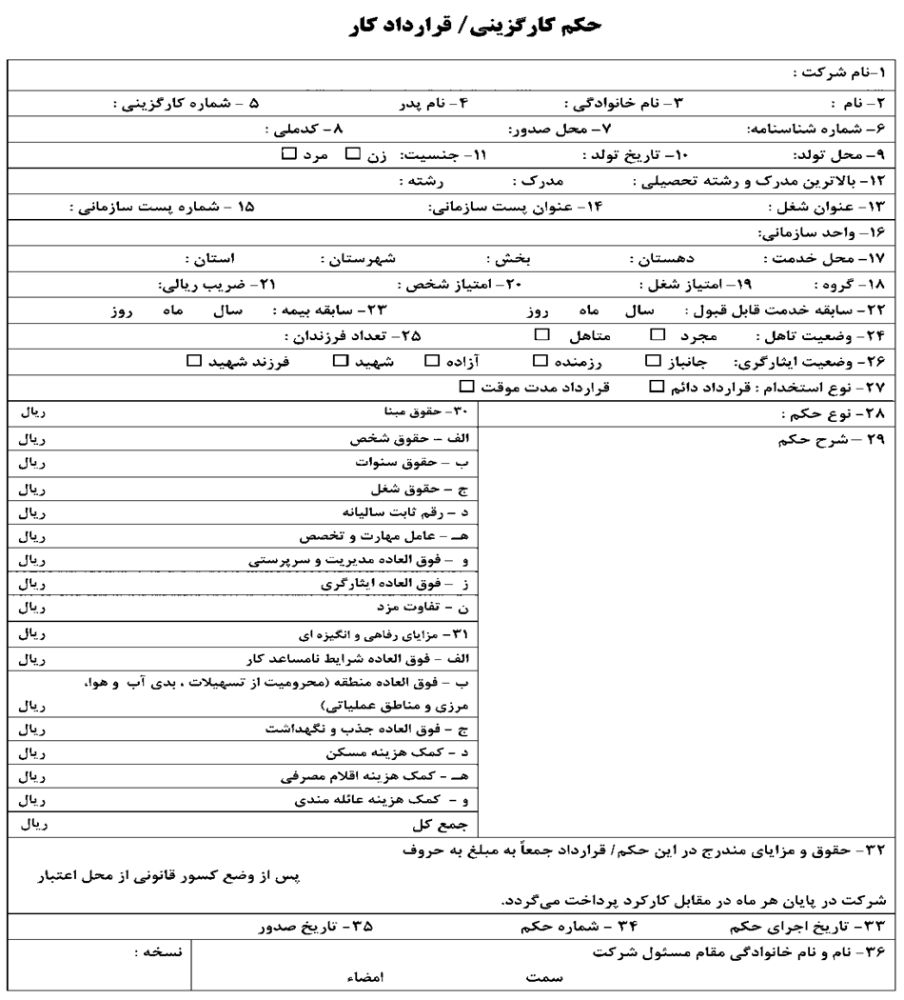 حکم کارگزینی/ قرارداد کار
۱-نام شرکت :
۲- نام : ۳- نام خانوادگی : ۴- نام پدر ۵ - شماره کارگزینی :
۶- شماره شناسنامه: ۷- محل صدور: ۸- کدملی :
۹- محل تولد: ۱۰- تاریخ تولد : ۱۱- جنسیت: زن □ مرد □
۱۲- بالاترین مدرک و رشته تحصیلی : مدرک : رشته :
۱۳- عنوان شغل : ۱۴- عنوان پست سازمانی: ۱۵ - شماره پست سازمانی :
۱۶- واحد سازمانی:
۱۷- محل خدمت : دهستان : بخش : شهرستان : استان :
۱۸- گروه : ۱۹- امتیاز شغل : ۲۰- امتیاز شخص : ۲۱- ضریب ریالی:
۲۲- سابقه خدمت قابل قبول : سال ماه روز ۲۳- سابقه بیمه : سال ماه روز
۲۴- وضعیت تاهل : مجرد □ متاهل □ ۲۵- تعداد فرزندان :
۲۶- وضعیت ایثارگری: جانباز □ رزمنده □ آزاده □ شهید □ فرزند شهید □
۲۷- نوع استخدام : قرارداد دائم □ قرارداد مدت موقت □
۲۸- نوع حکم :
۲۹ – شرح حکم
۳۰- حقوق مبنا ریال
الف - حقوق شخص ریال
ب - حقوق سنوات ریال
ج - حقوق شغل ریال
د - رقم ثابت سالیانه ریال
هـ - عامل مهارت و تخصص ریال
و - فوق العاده مدیریت و سرپرستی ریال
ز - فوق العاده ایثارگری ریال
ن - تفاوت مزد ریال
۳۱- مزایای رفاهی و انگیزه ای ریال
الف - فوق العاده شرایط نامساعد کار ریال
ب - فوق العاده منطقه (محرومیت از تسهیلات ، بدی آب و هوا،
مرزی و مناطق عملیاتی) ریال
ج - فوق العاده جذب و نگهداشت ریال
د - کمک هزینه مسکن ریال
هـ - کمک هزینه اقلام مصرفی ریال
و - کمک هزینه عائله مندی ریال
جمع کل ریال
۳۲- حقوق و مزایای مندرج در این حکم/ قرارداد جمعاً به مبلغ به حروف
پس از وضع کسور قانونی از محل اعتبار
شرکت در پایان هر ماه در مقابل کارکرد پرداخت می‌گردد.
۳۳- تاریخ اجرای حکم ۳۴ - شماره حکم ۳۵- تاریخ صدور
۳۶- نام و نام خانوادگی مقام مسئول شرکت
سمت امضاء
نسخه :